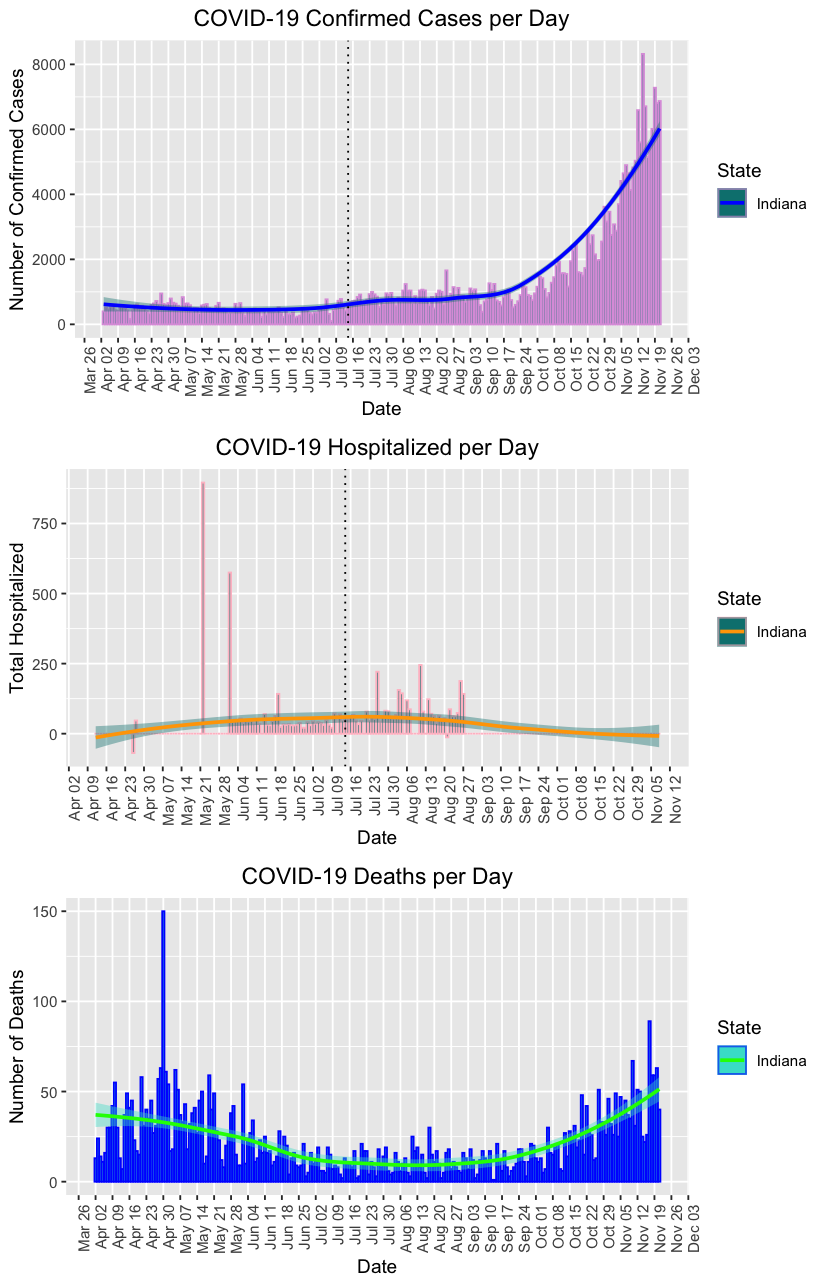 COVID-19 Confirmed Cases per Day
Number of Confirmed Cases
8000
6000
4000
2000
0
Mar 26
Apr 02
Apr 09
Apr 16
Apr 23
Apr 30
May 07
May 14
May 21
May 28
Jun 04
Jun 11
Jun 18
Jun 25
Jul 02
Jul 09
Jul 16
Jul 23
Jul 30
Aug 06
Aug 13
Aug 20
Aug 27
Sep 03
Sep 10
Sep 17
Sep 24
Oct 01
Oct 08
Oct 15
Oct 22
Oct 29
Nov 05
Nov 12
Nov 19
Nov 26
Dec 03
Date
State
Indiana
COVID-19 Hospitalized per Day
Total Hospitalized
750
500
250
0
Apr 02
Apr 09
Apr 16
Apr 23
Apr 30
May 07
May 14
May 21
May 28
Jun 04
Jun 11
Jun 18
Jun 25
Jul 02
Jul 09
Jul 16
Jul 23
Jul 30
Aug 06
Aug 13
Aug 20
Aug 27
Sep 03
Sep 10
Sep 17
Sep 24
Oct 01
Oct 08
Oct 15
Oct 22
Oct 29
Nov 05
Nov 12
Date
State
Indiana
COVID-19 Deaths per Day
Number of Deaths
150
100
50
0
Mar 26
Apr 02
Apr 09
Apr 16
Apr 23
Apr 30
May 07
May 14
May 21
May 28
Jun 04
Jun 11
Jun 18
Jun 25
Jul 02
Jul 09
Jul 16
Jul 23
Jul 30
Aug 06
Aug 13
Aug 20
Aug 27
Sep 03
Sep 10
Sep 17
Sep 24
Oct 01
Oct 08
Oct 15
Oct 22
Oct 29
Nov 05
Nov 12
Nov 19
Nov 26
Dec 03
Date
State
Indiana